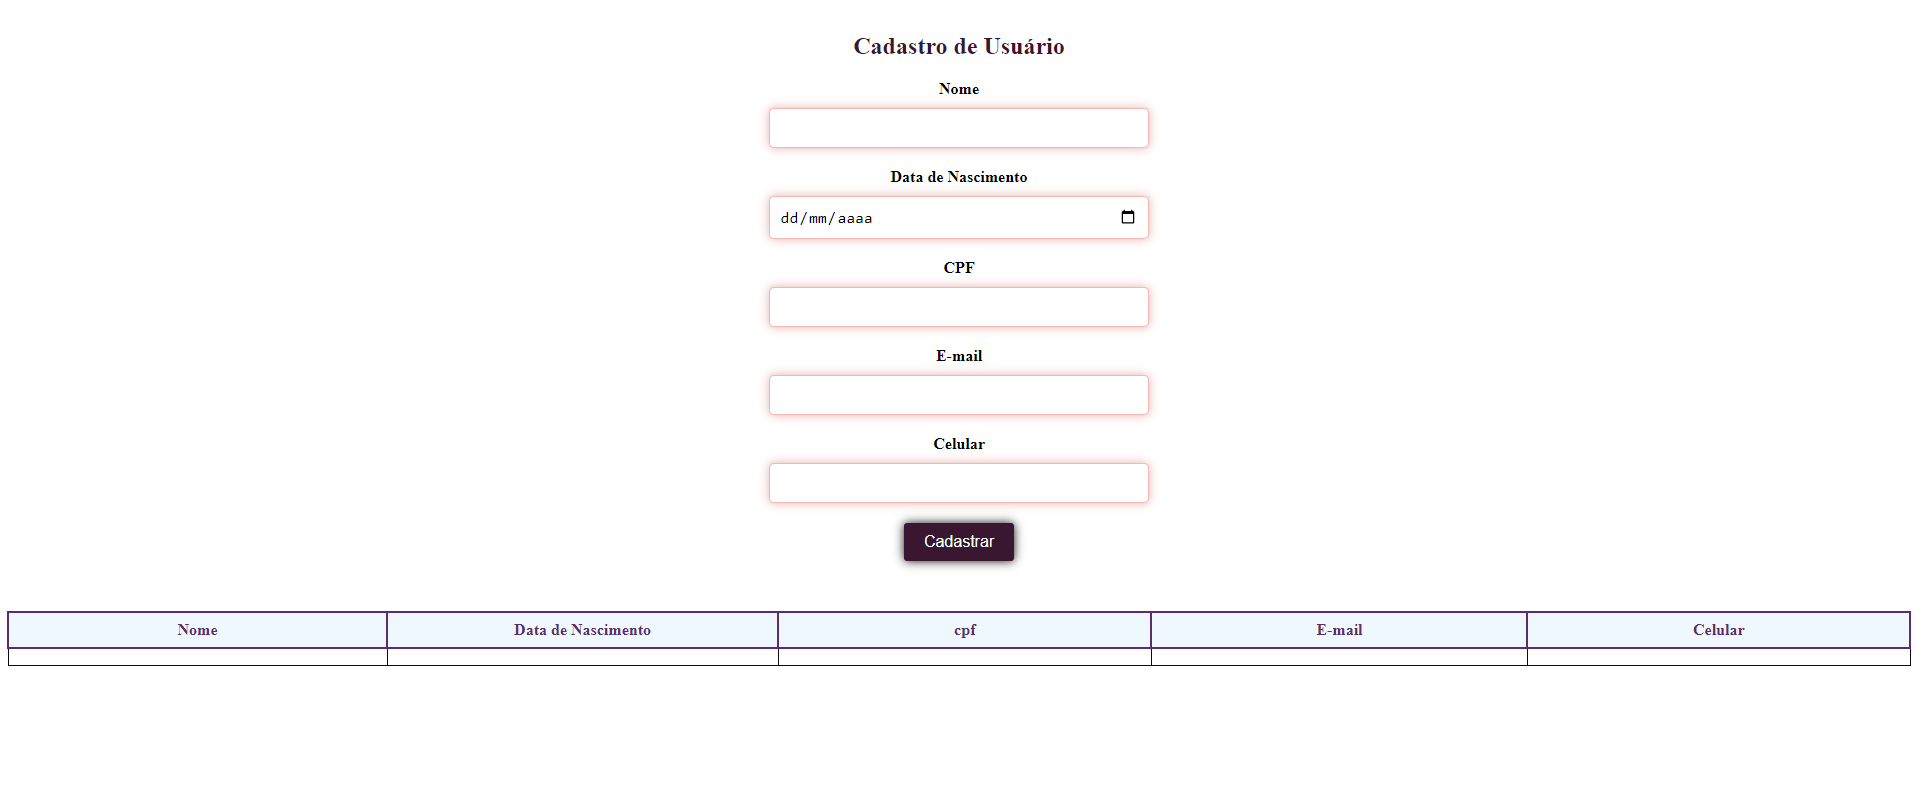 Cadastro de Usuário
Nome
Data de Nascimento
dd/mm/aaaa
CPF
E-mail
Celular
Cadastrar
Nome Data de Nascimento cpf E-mail Celular